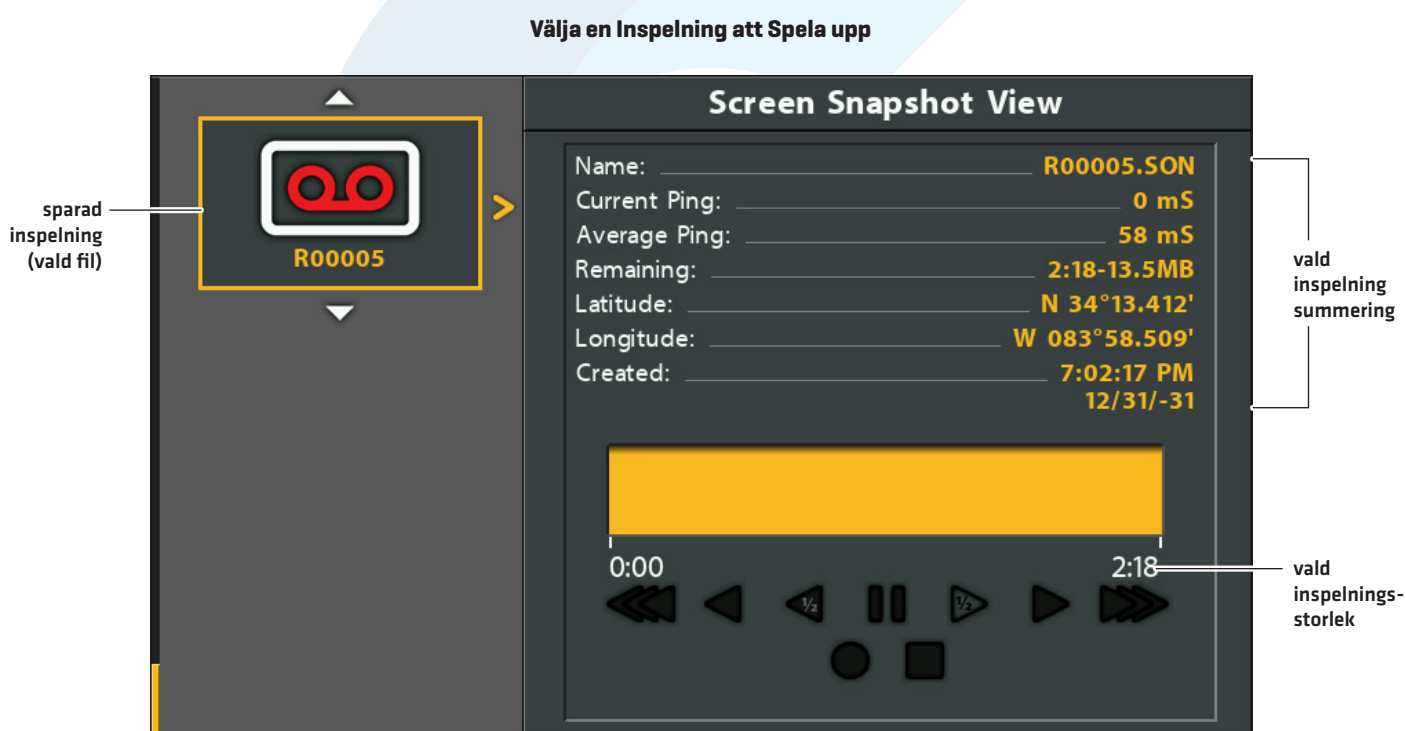 Välja en Inspelning att Spela upp
Screen Snapshot View
sparad
inspelning
(vald fil)
R00005
Name: R00005.SON
Current Ping: 0 mS
Average Ping: 58 mS
Remaining: 2:18-13.5MB
Latitude: N 34°13.412'
Longitude: W 083°58.509'
Created: 7:02:17 PM
12/31/-31
vald
inspelning
summering
0:00 2:18
½ ½
vald
inspelnings-
storlek